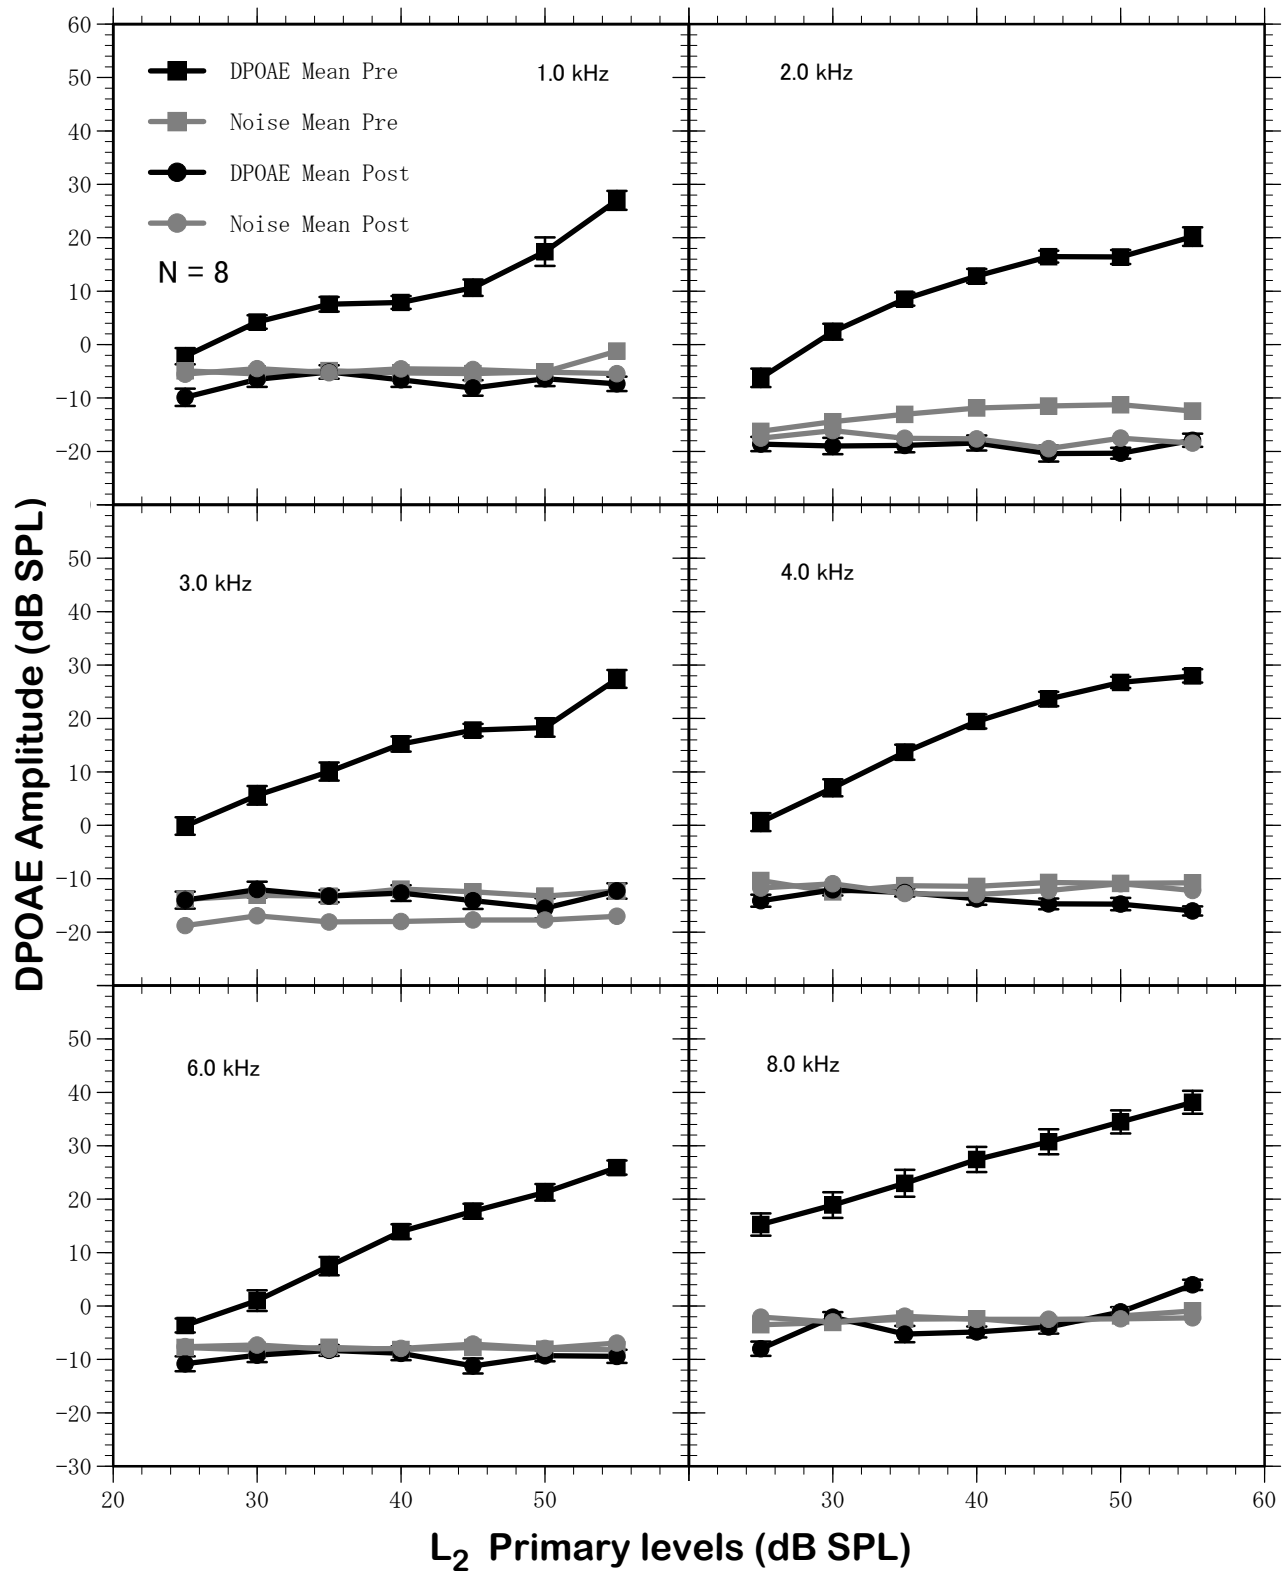 60
50
40
30
20
10
0
-10
-20
DPOAE Mean Pre
Noise Mean Pre
DPOAE Mean Post
Noise Mean Post
N = 8
1.0 kHz
2.0 kHz
50
40
30
20
10
0
-10
-20
3.0 kHz
4.0 kHz
50
40
30
20
10
0
-10
-20
-30
6.0 kHz
8.0 kHz
20 30 40 50 30 40 50 60
DPOAE Amplitude (dB SPL)
L2 Primary levels (dB SPL)